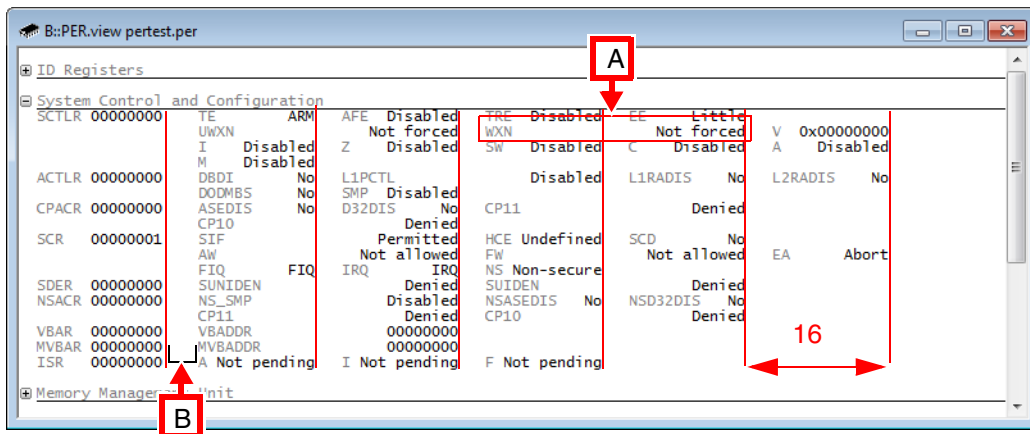 B::PER.view pertest.per
A
ID Registers
System Control and Configuration
SCTLR 00000000 TE ARM AFE Disabled TRE Disabled EE Little
UWXN Not forced WXN Not forced V 0x00000000
I Disabled Z Disabled SW Disabled C Disabled A Disabled
M Disabled
ACTLR 00000000 DBDI No L1PCTL Disabled L1RADIS No L2RADIS No
DODMBS No SMP Disabled
CPACR 00000000 ASEDIS No D32DIS No CP11 Denied
CP10 Denied
SCR 00000001 SIF Permitted HCE Undefined SCD No
AW Not allowed FW Not allowed EA Abort
FIQ FIQ IRQ IRQ NS Non-secure
SDER 00000000 SUNIDEN Denied SUIDEN Denied
NSACR 00000000 NS_SMP Disabled NSASEDIS No NSD32DIS No
CP11 Denied CP10 Denied
VBAR 00000000 VBADDR 00000000
MVBAR 00000000 MVBADDR 00000000
16
ISR 00000000 A Not pending I Not pending F Not pending
Memory Management Unit
B